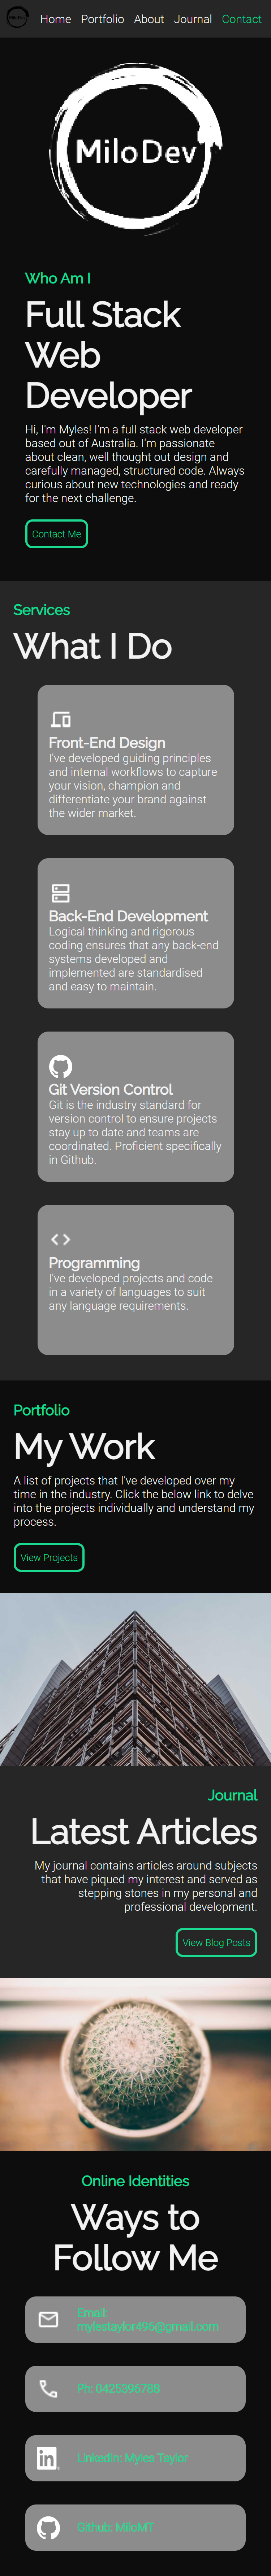 MiloDev
Home Portfolio About Journal Contact
MiloDev
Who Am I
Full Stack
Web
Developer
Hi, I'm Myles! I'm a full stack web developer
based out of Australia. I'm passionate
about clean, well thought out design and
carefully managed, structured code. Always
curious about new technologies and ready
for the next challenge.
Contact Me
Services
What I Do
Front-End Design
I've developed guiding principles
and internal workflows to capture
your vision, champion and
differentiate your brand against
the wider market.
Back-End Development
Logical thinking and rigorous
coding ensures that any back-end
systems developed and
implemented are standardised
and easy to maintain.
Git Version Control
Git is the industry standard for
version control to ensure projects
stay up to date and teams are
coordinated. Proficient specifically
in Github.
Programming
I've developed projects and code
in a variety of languages to suit
any language requirements.
Portfolio
My Work
A list of projects that I've developed over my
time in the industry. Click the below link to delve
into the projects individually and understand my
process.
View Projects
Journal
Latest Articles
My journal contains articles around subjects
that have piqued my interest and served as
stepping stones in my personal and
professional development.
View Blog Posts
Online Identities
Ways to
Follow Me
Email:
mylestaylor496@gmail.com
Ph: 0425396788
LinkedIn: Myles Taylor
Github: MiloMT